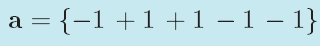 a = {−1 + 1 + 1 − 1 − 1}